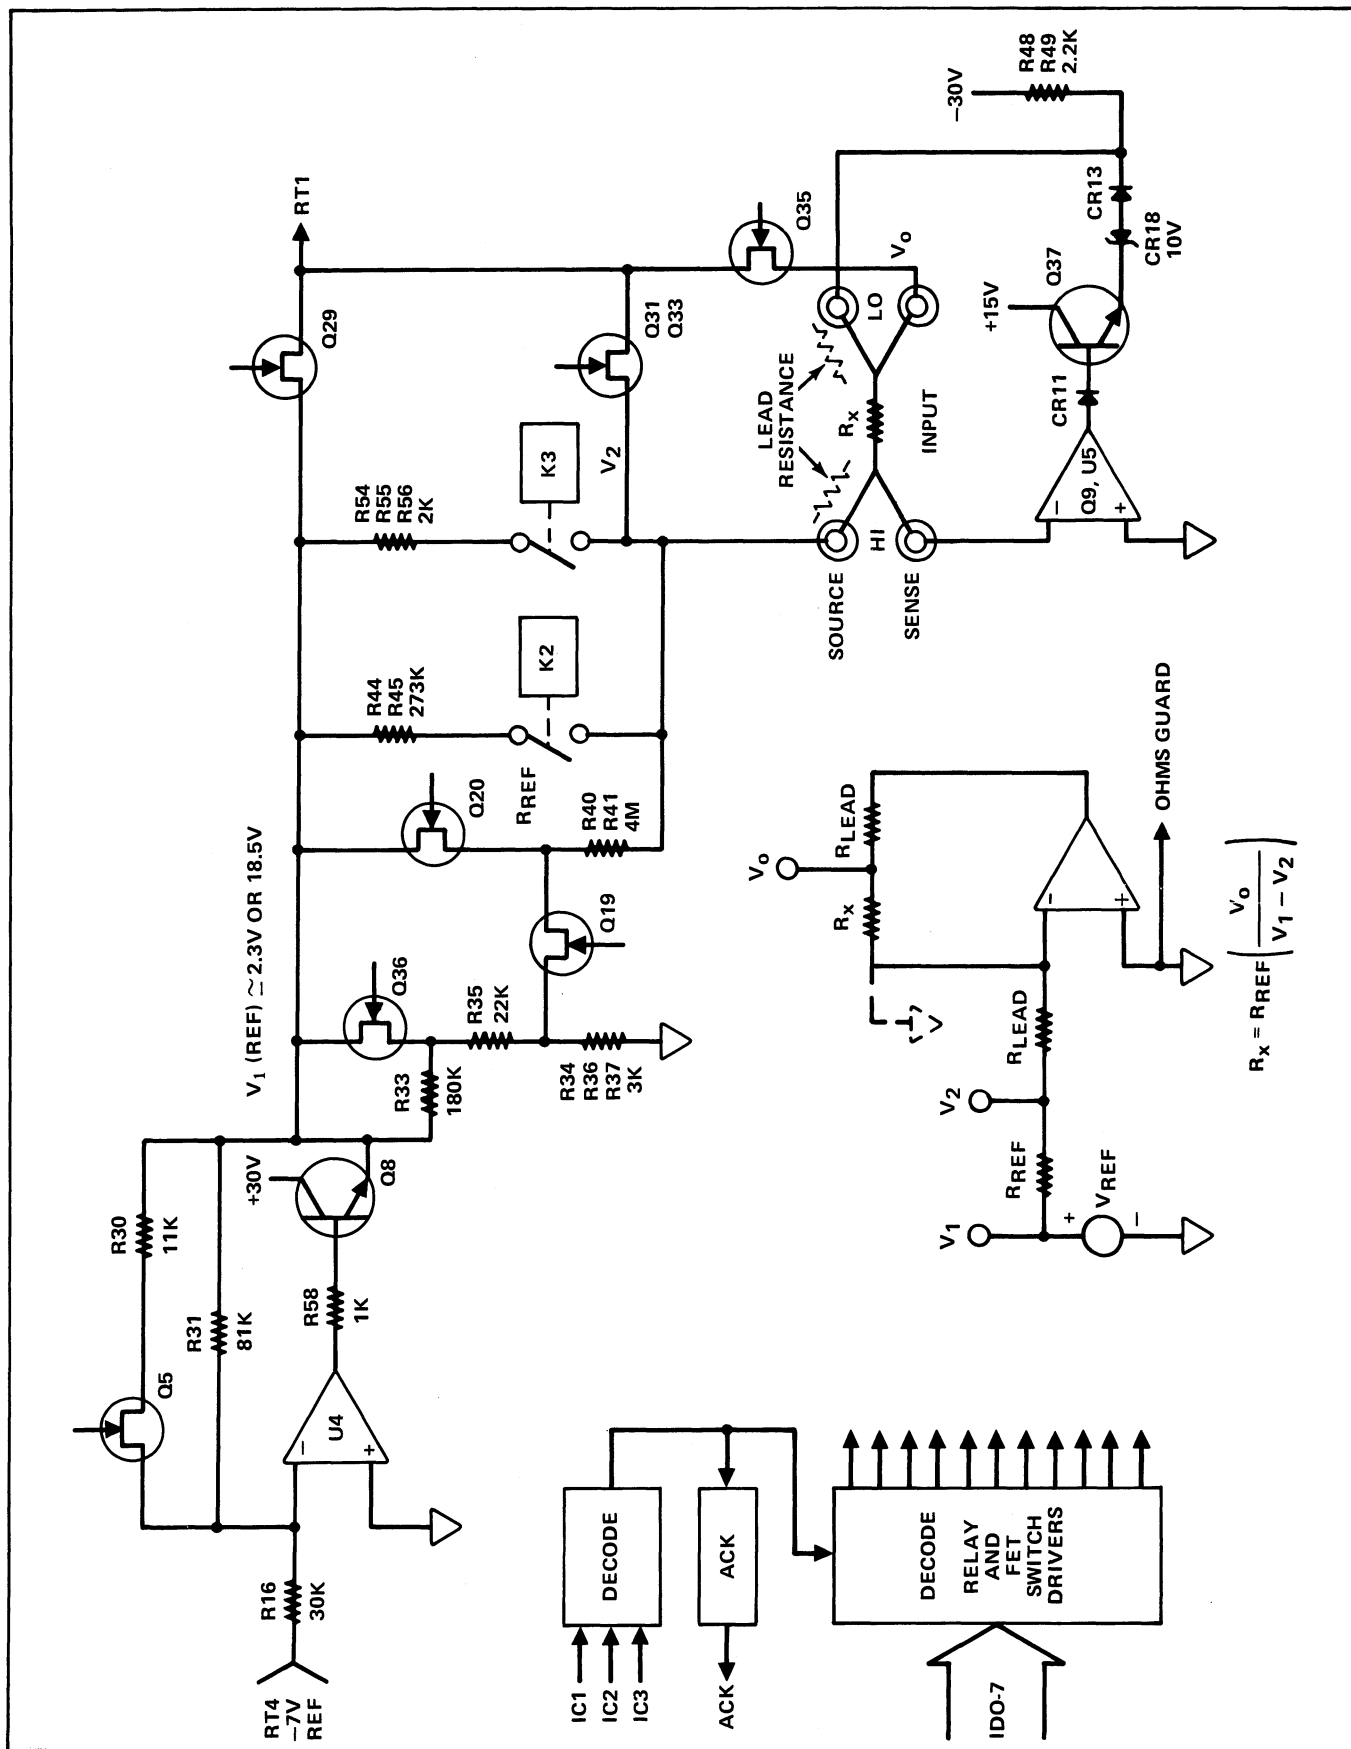 RT4
−7V
REF
R16
30K
Q5
R31
81K
R30
11K
−
+
U4
R58
1K
+30V
Q8
V1 (REF) ≃ 2.3V OR 18.5V
R33
180K
Q36
R35
22K
R34
R36
R37
3K
Q19
Q20
R40
R41
4M
RREF
R44
R45
273K
K2
R54
R55
R56
2K
K3
V2
Q29
Q31
Q33
RT1
Q35
Vo
LEAD
RESISTANCE
RX
SOURCE
HI
LO
SENSE
INPUT
−
+
Q9, U5
CR11
+15V
Q37
CR18
10V
CR13
−30V
R48
R49
2.2K
IC1
IC2
IC3
DECODE
ACK
ACK
IDO-7
DECODE
RELAY
AND
FET
SWITCH
DRIVERS
V1
V2
Vo
RREF
RLEAD
Rx
RLEAD
+
VREF
−
−
+
OHMS GUARD
Rx = RREF ( Vo / V1 − V2 )